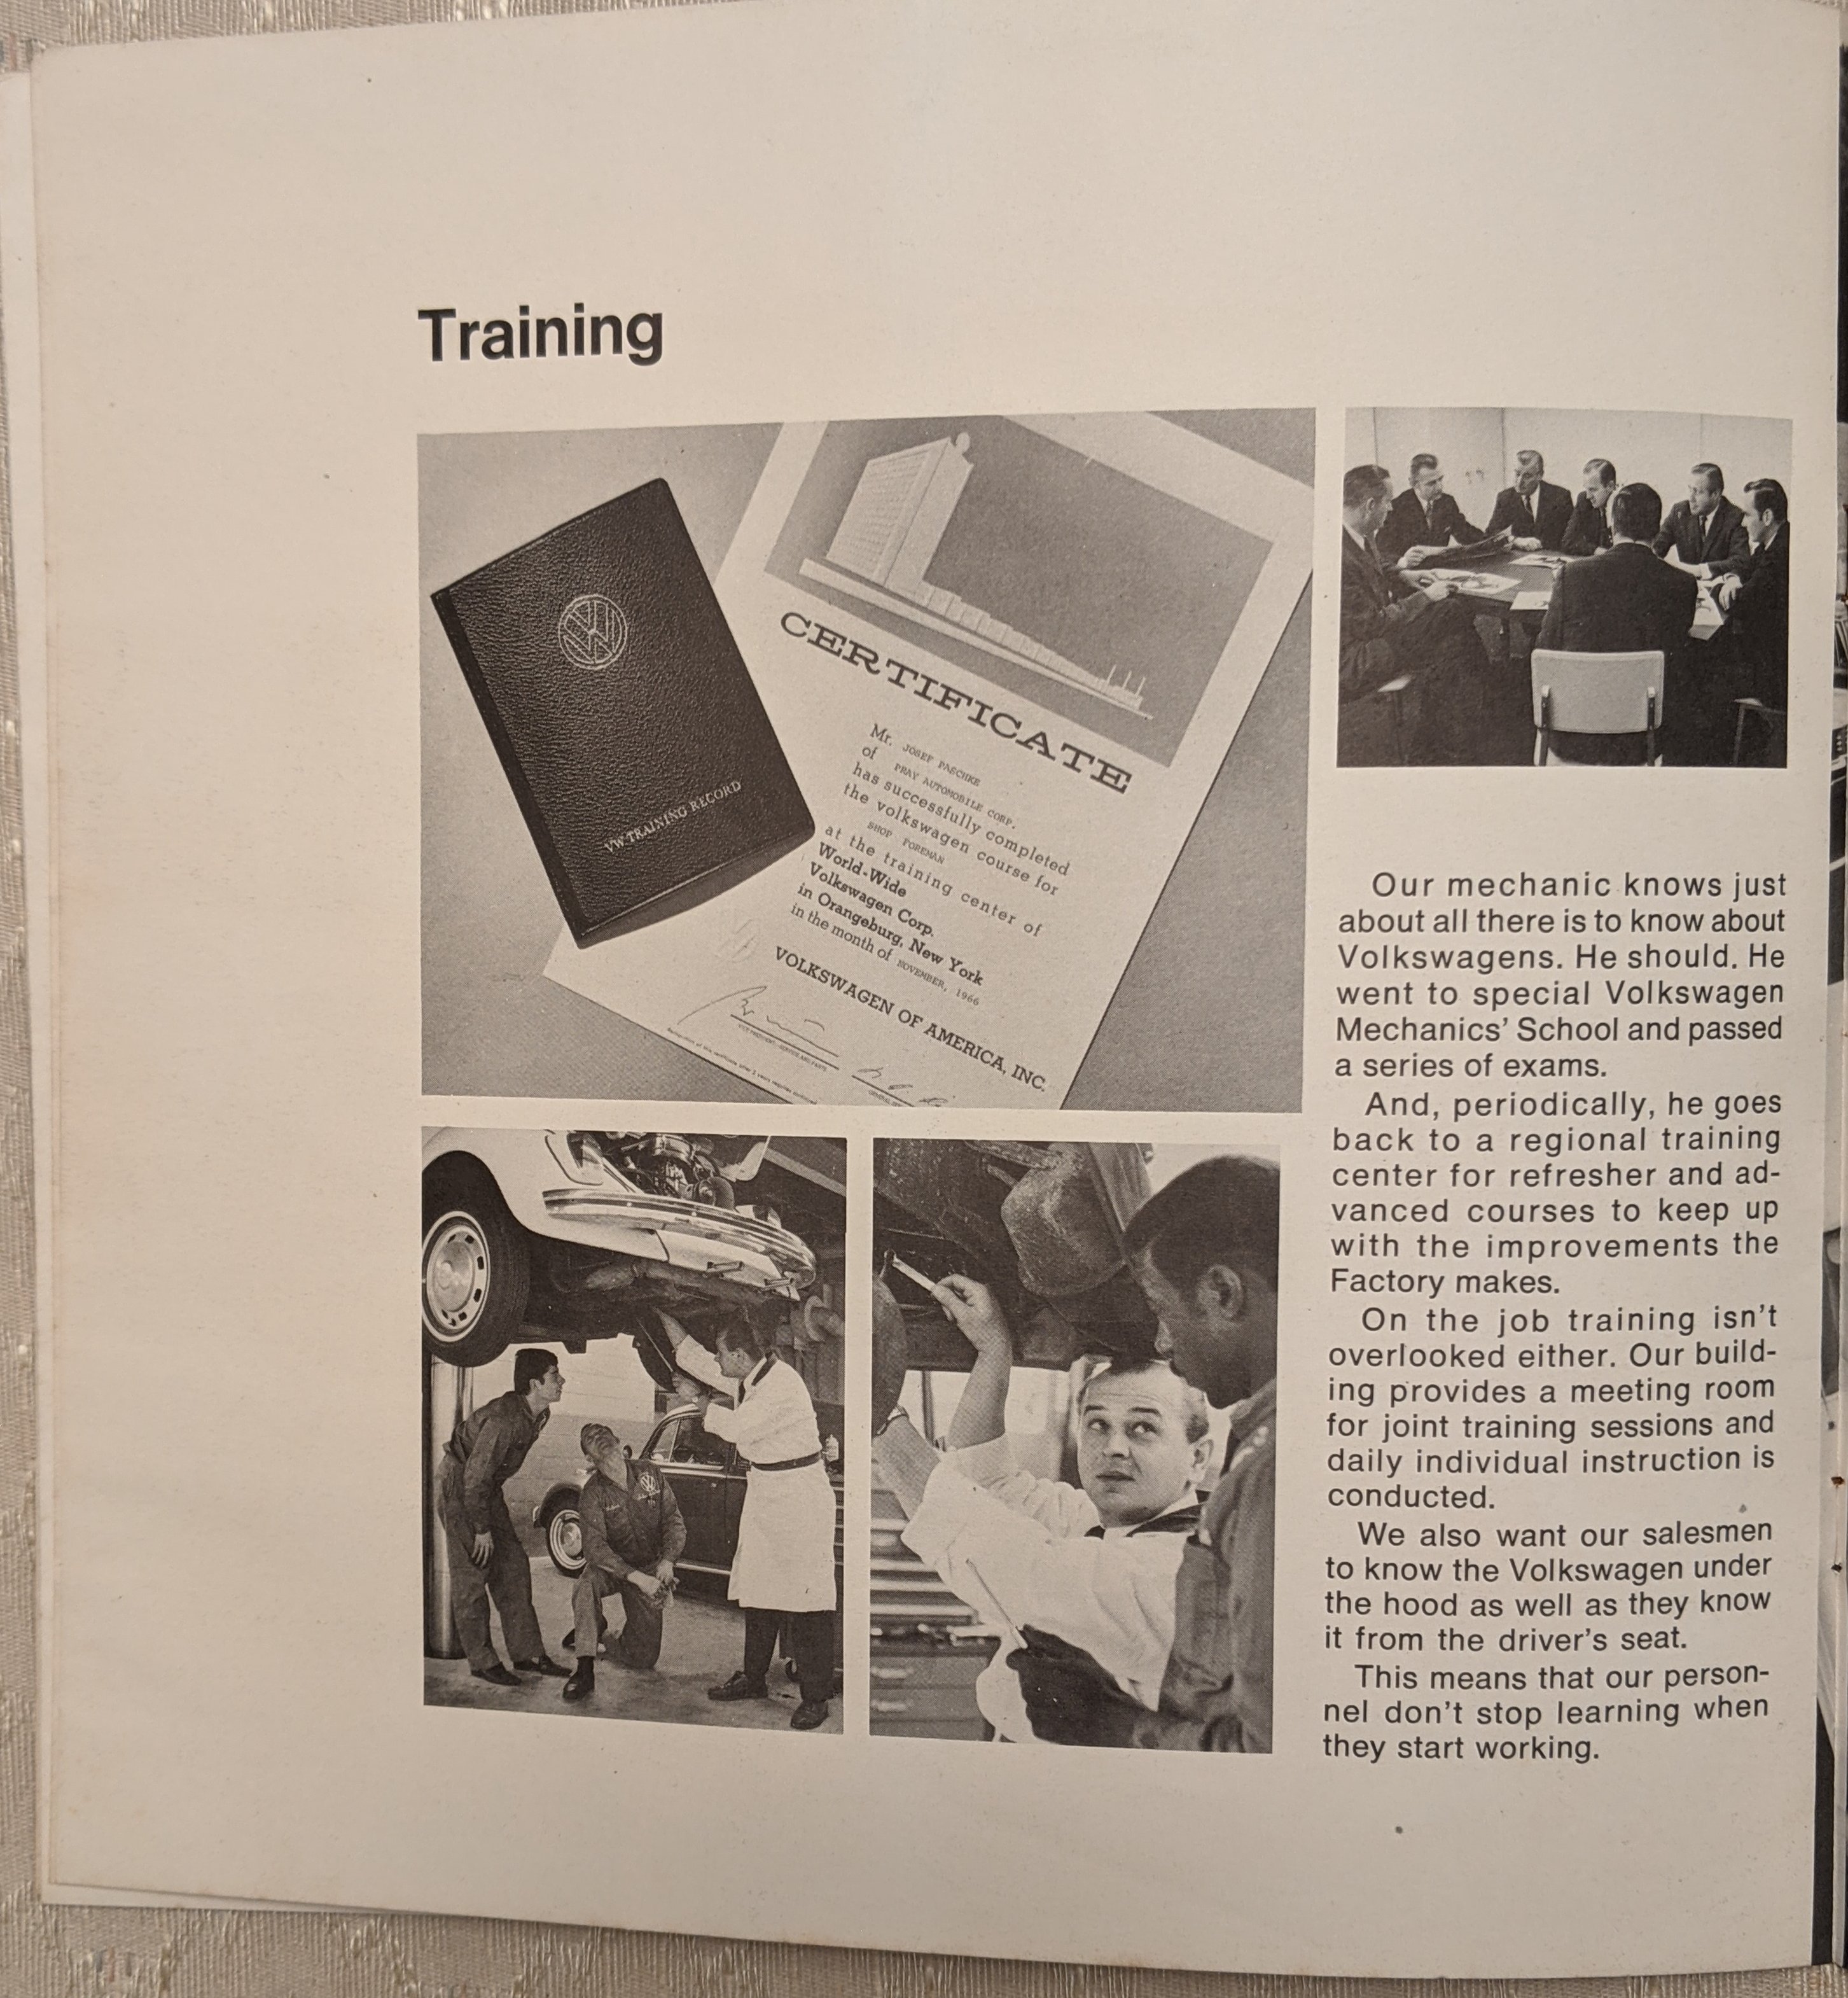 Training
VW TRAINING RECORD
CERTIFICATE
Mr. JOSEF PASCHKE
of PRAY AUTOMOBILE CORP.
has successfully completed
the volkswagen course for
SHOP FOREMAN
at the training center of
World-Wide
Volkswagen Corp.
in Orangeburg, New York
in the month of NOVEMBER, 1966
VOLKSWAGEN OF AMERICA, INC.
Our mechanic knows just
about all there is to know about
Volkswagens. He should. He
went to special Volkswagen
Mechanics' School and passed
a series of exams.
And, periodically, he goes
back to a regional training
center for refresher and ad-
vanced courses to keep up
with the improvements the
Factory makes.
On the job training isn't
overlooked either. Our build-
ing provides a meeting room
for joint training sessions and
daily individual instruction is
conducted.
We also want our salesmen
to know the Volkswagen under
the hood as well as they know
it from the driver's seat.
This means that our person-
nel don't stop learning when
they start working.